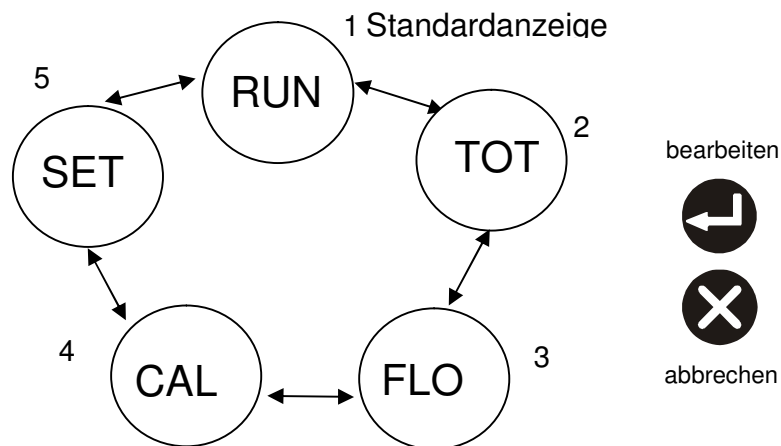 1 Standardanzeige
RUN
5
SET
2
TOT
bearbeiten
4
CAL
3
FLO
abbrechen